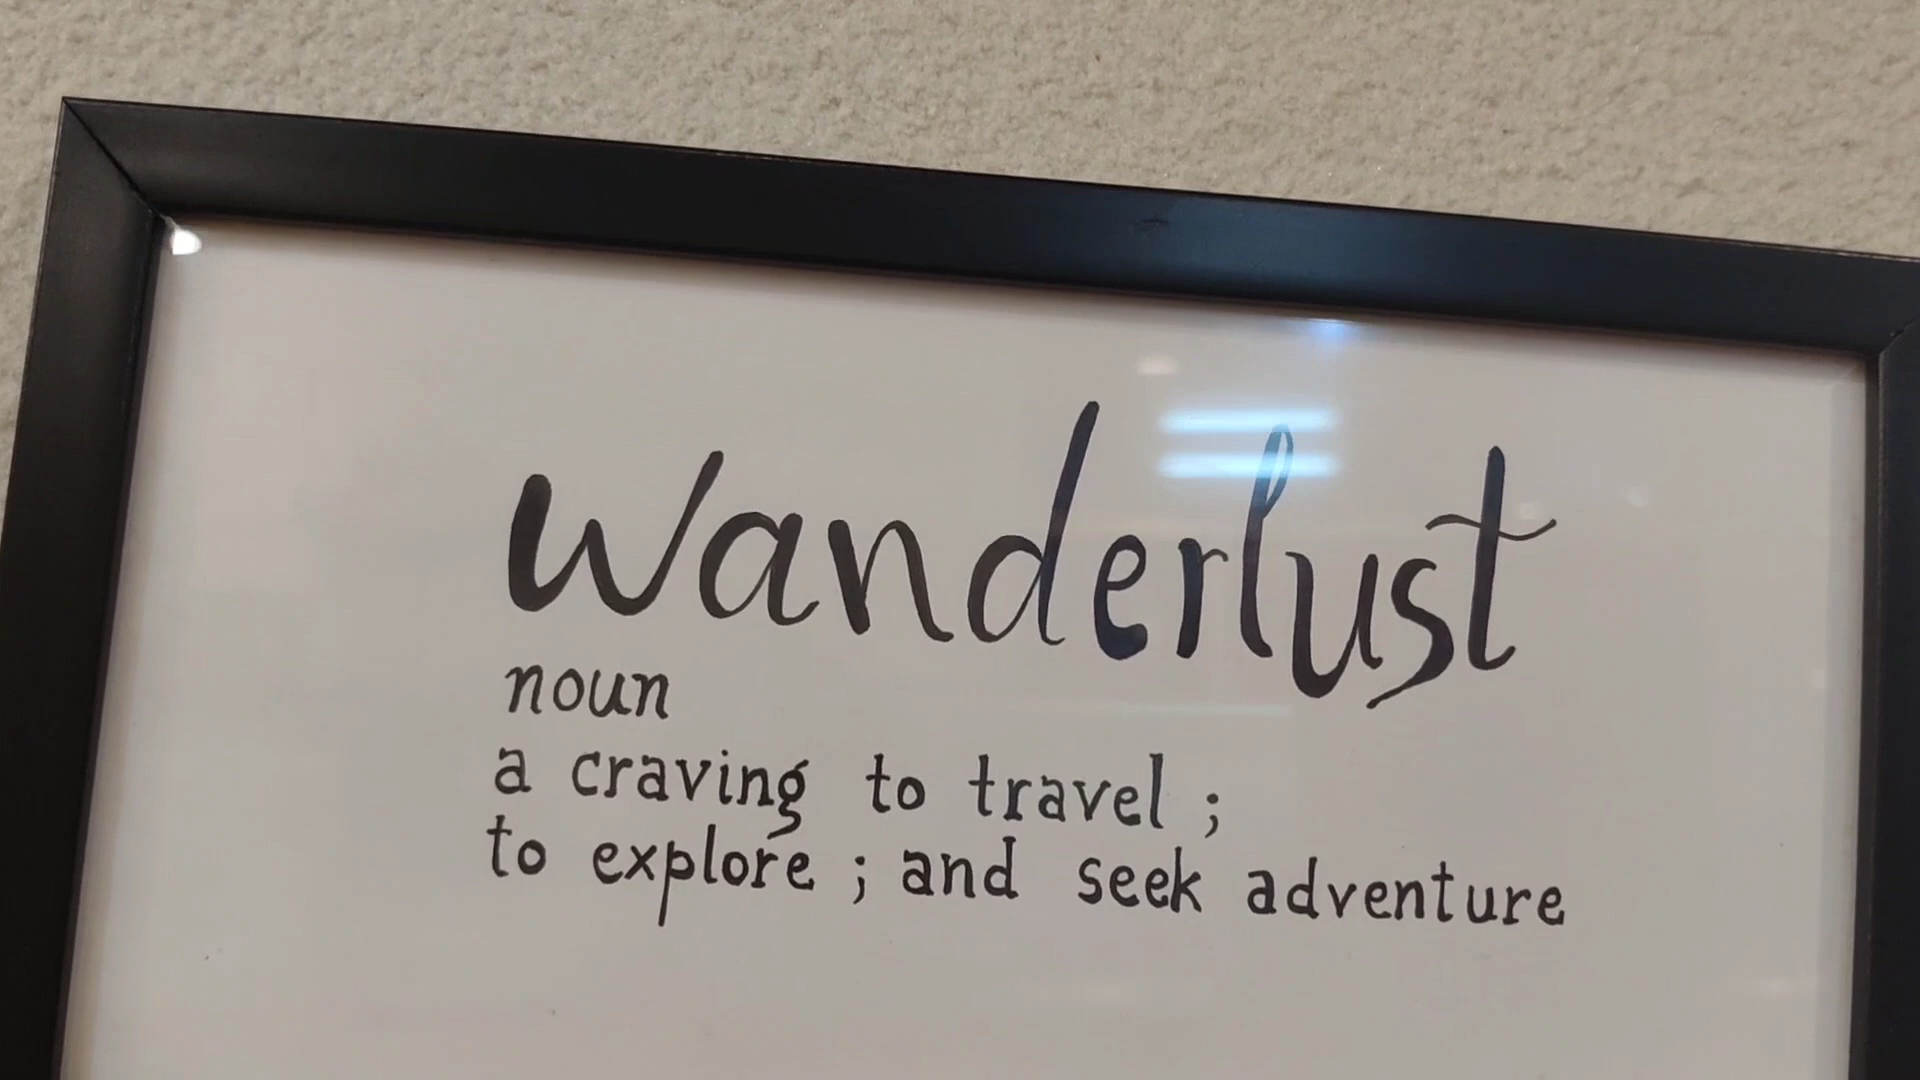 wanderlust
noun
a craving to travel ;
to explore ; and seek adventure